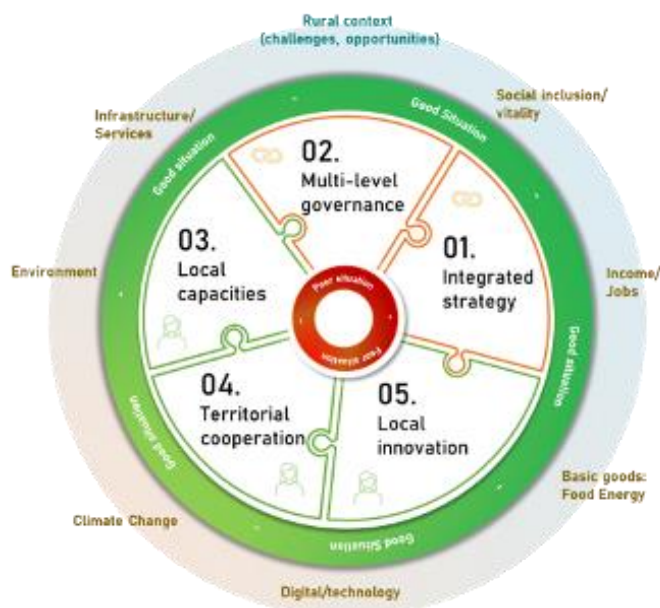 Rural context
(challenges, opportunities)
Infrastructure/
Services
Social inclusion/
vitality
Good situation
Good Situation
02.
Multi-level
governance
03.
Local
capacities
01.
Integrated
strategy
Environment
Income/
Jobs
Poor situation
Poor situation
04.
Territorial
cooperation
05.
Local
innovation
Good situation
Good situation
Good Situation
Basic goods:
Food Energy
Climate Change
Digital/technology